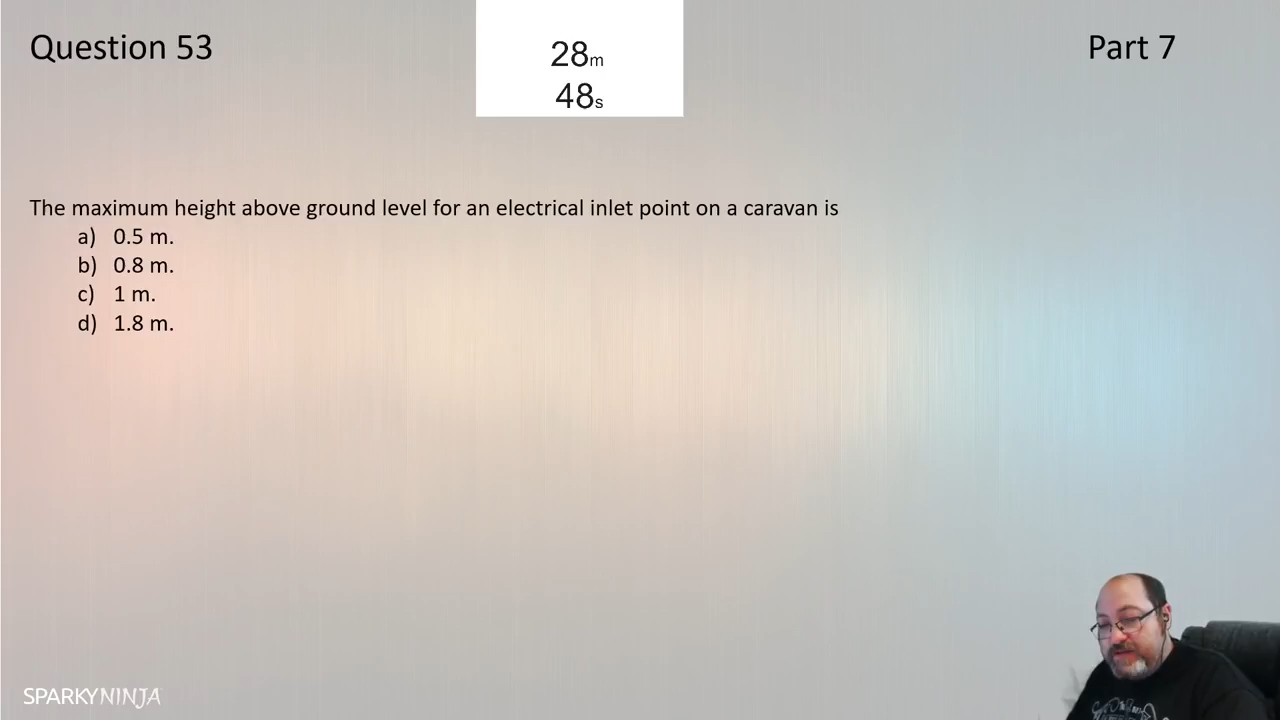 Question 53
28m
48s
Part 7
The maximum height above ground level for an electrical inlet point on a caravan is
a) 0.5 m.
b) 0.8 m.
c) 1 m.
d) 1.8 m.
SPARKYNINJA